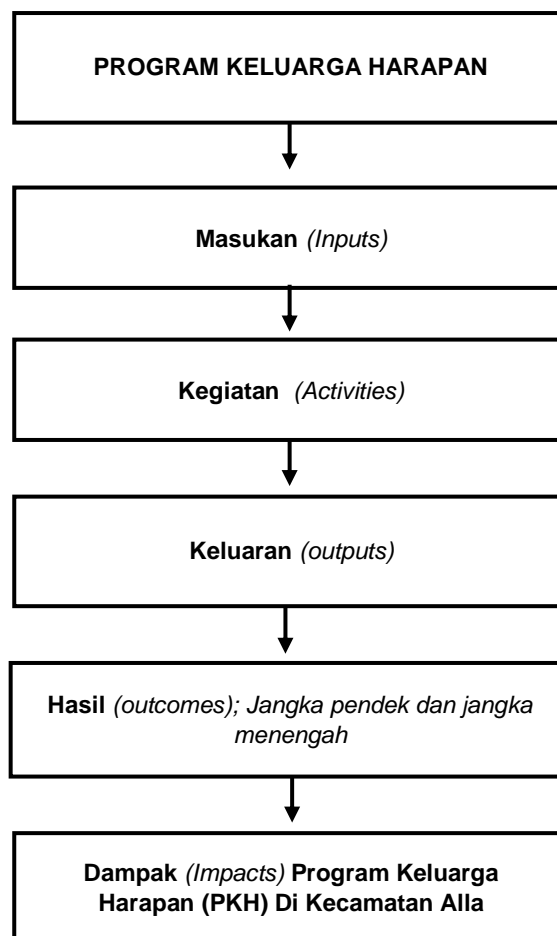 PROGRAM KELUARGA HARAPAN
Masukan (Inputs)
Kegiatan (Activities)
Keluaran (outputs)
Hasil (outcomes); Jangka pendek dan jangka
menengah
Dampak (Impacts) Program Keluarga
Harapan (PKH) Di Kecamatan Alla